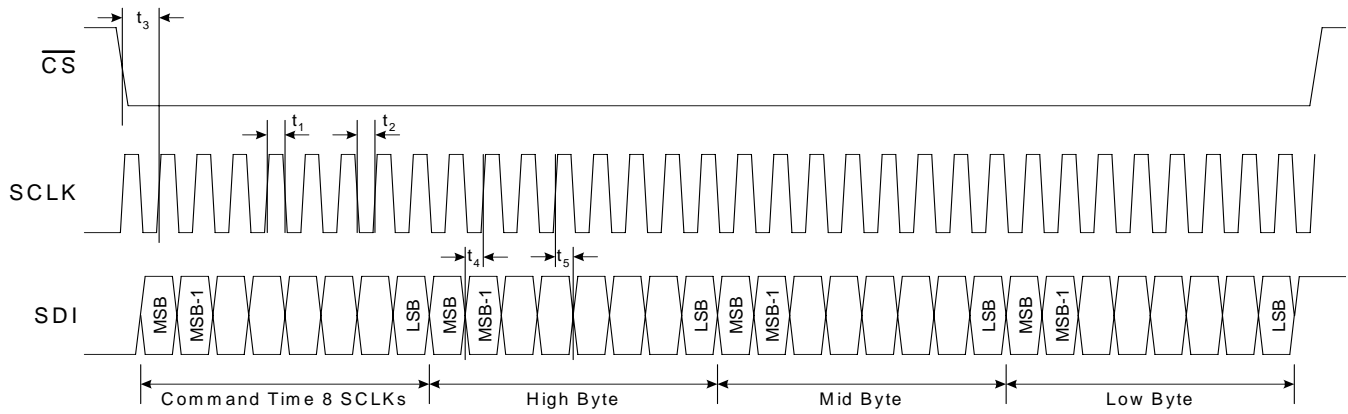 t3
CS
t1
t2
SCLK
t4
t5
SDI
MSB
MSB-1
LSB
MSB
MSB-1
LSB
MSB
MSB-1
LSB
MSB
MSB-1
LSB
Command Time 8 SCLKs
High Byte
Mid Byte
Low Byte